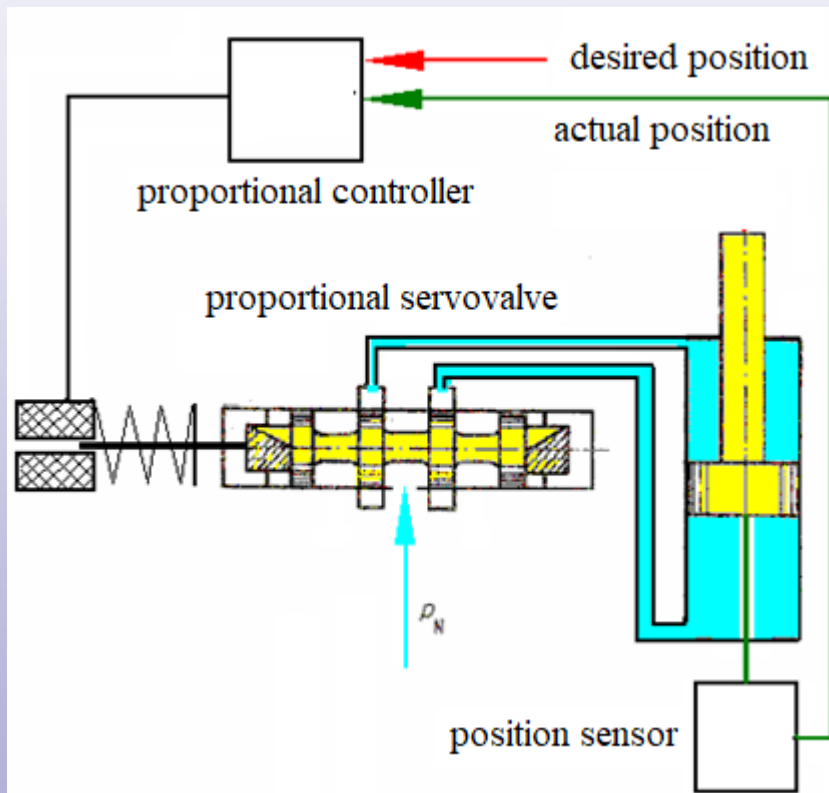 desired position
actual position
proportional controller
proportional servovalve
p_N
position sensor